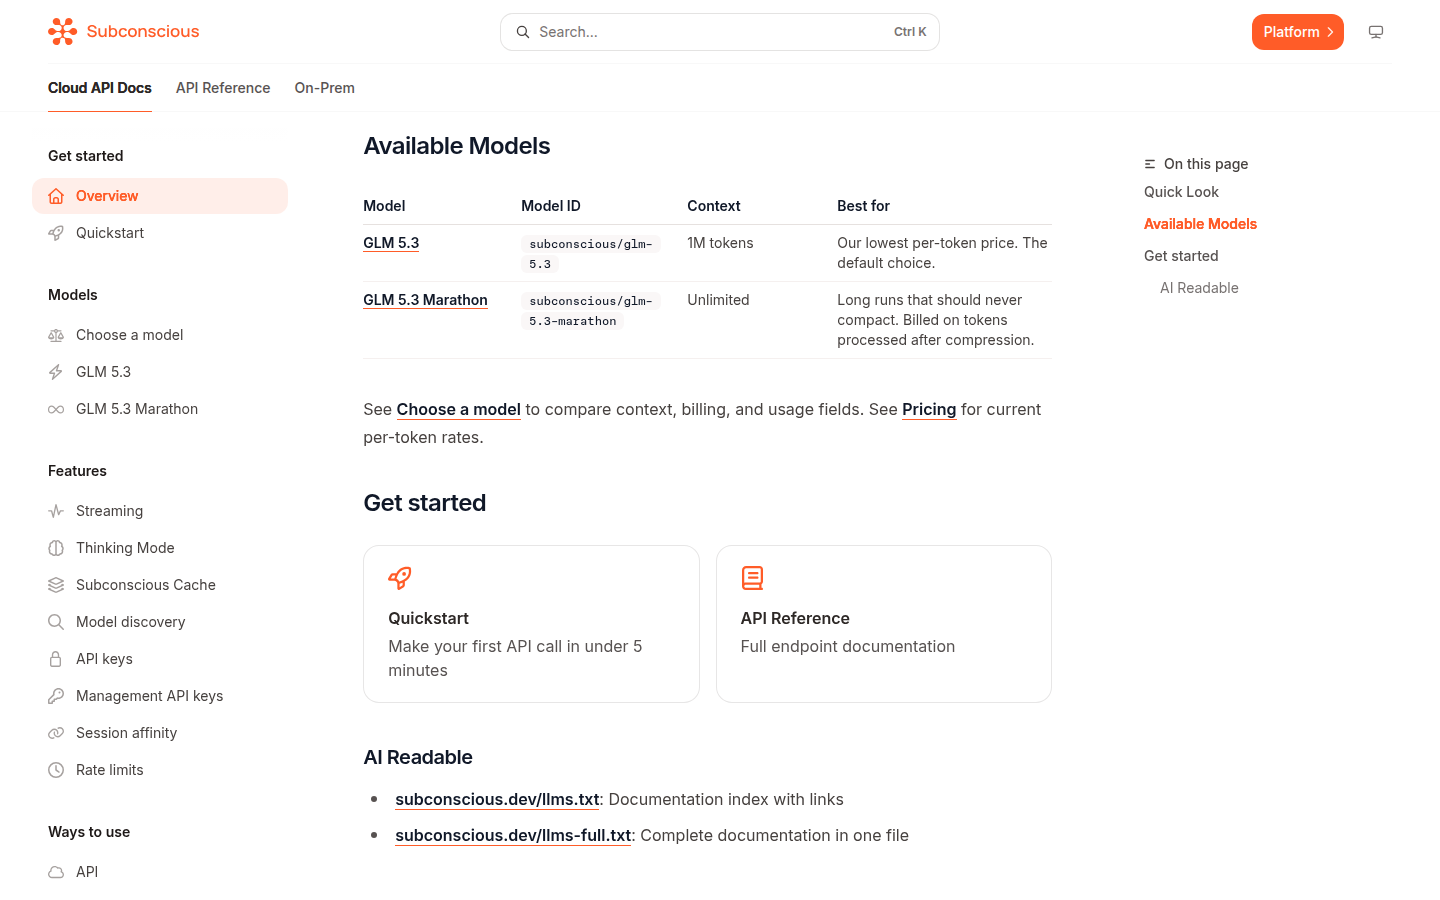 Subconscious
Search...
Ctrl K
Platform
Cloud API Docs
API Reference
On-Prem
Get started
Overview
Quickstart
Models
Choose a model
GLM 5.3
GLM 5.3 Marathon
Features
Streaming
Thinking Mode
Subconscious Cache
Model discovery
API keys
Management API keys
Session affinity
Rate limits
Ways to use
API
Available Models
Model
Model ID
Context
Best for
GLM 5.3
subconscious/glm-
5.3
1M tokens
Our lowest per-token price. The
default choice.
GLM 5.3 Marathon
subconscious/glm-
5.3-marathon
Unlimited
Long runs that should never
compact. Billed on tokens
processed after compression.
See Choose a model to compare context, billing, and usage fields. See Pricing for current
per-token rates.
Get started
Quickstart
Make your first API call in under 5
minutes
API Reference
Full endpoint documentation
AI Readable
subconscious.dev/llms.txt: Documentation index with links
subconscious.dev/llms-full.txt: Complete documentation in one file
On this page
Quick Look
Available Models
Get started
AI Readable